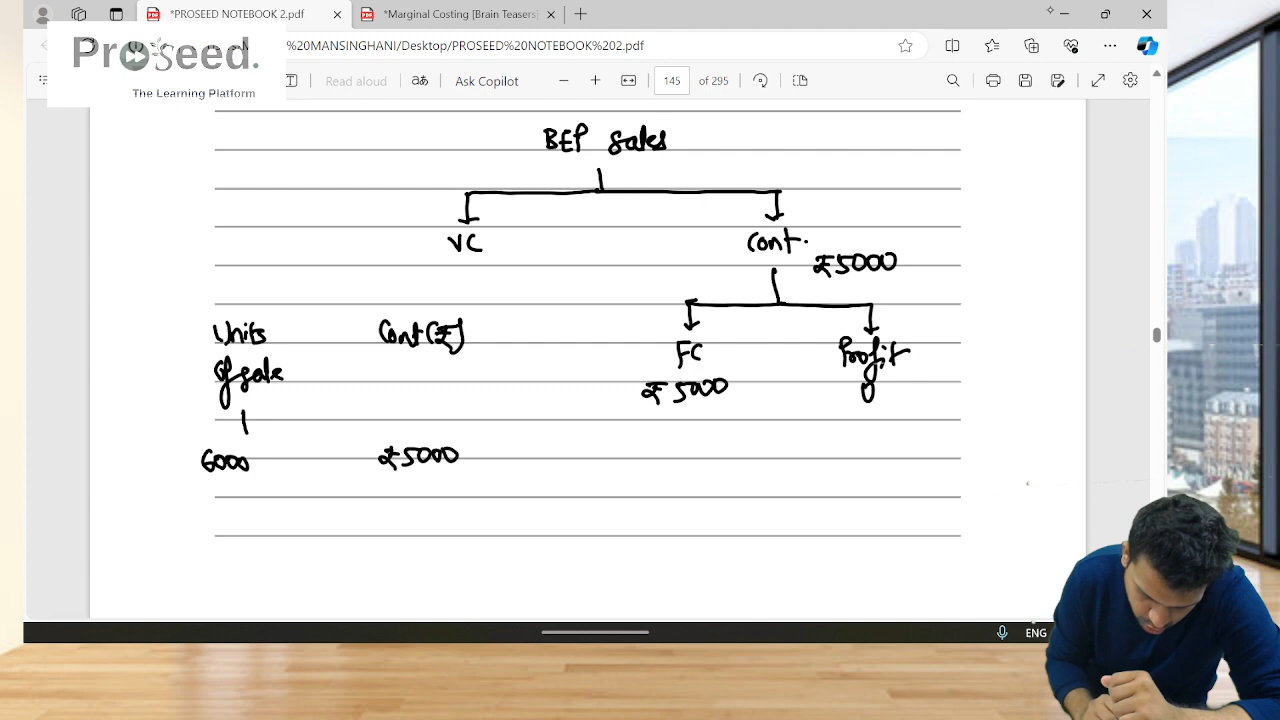 *PROSEED NOTEBOOK 2.pdf
*Marginal Costing [Brain Teasers]
Proseed.
The Learning Platform
%20MANSINGHANI/Desktop/PROSEED%20NOTEBOOK%202.pdf
Read aloud
Ask Copilot
145
of 295
BEP Sales
VC
Cont.
₹5000
Units
of sale
Cont (₹)
FC
₹5000
Profit
0
6000
₹5000
ENG